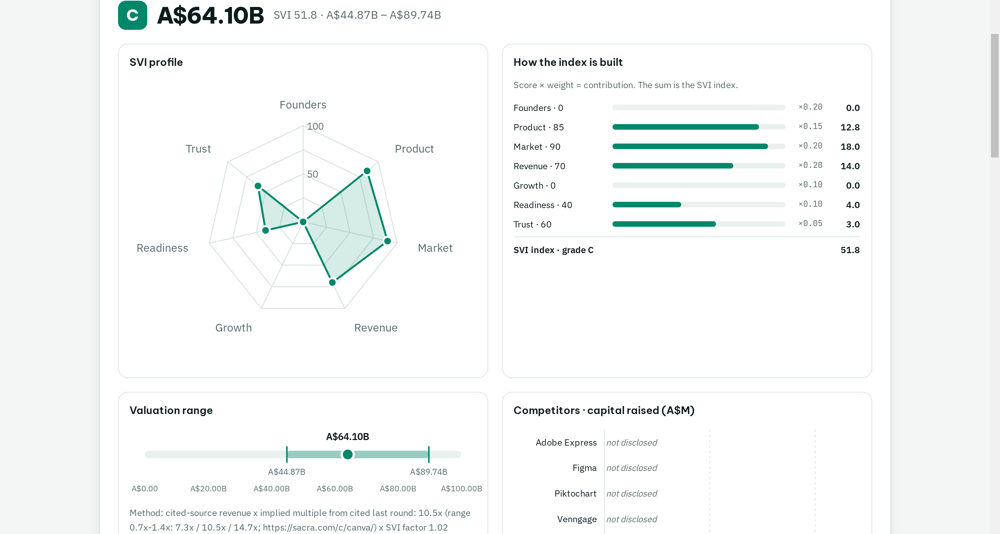 C A$64.10B SVI 51.8 · A$44.87B – A$89.74B
SVI profile
Founders
100
Trust
Product
50
Readiness
Market
Growth
Revenue
How the index is built
Score × weight = contribution. The sum is the SVI index.
Founders · 0 ×0.20 0.0
Product · 85 ×0.15 12.8
Market · 90 ×0.20 18.0
Revenue · 70 ×0.20 14.0
Growth · 0 ×0.10 0.0
Readiness · 40 ×0.10 4.0
Trust · 60 ×0.05 3.0
SVI index · grade C 51.8
Valuation range
A$64.10B
A$44.87B A$89.74B
A$0.00 A$20.00B A$40.00B A$60.00B A$80.00B A$100.00B
Method: cited-source revenue x implied multiple from cited last round: 10.5x (range
0.7x-1.4x: 7.3x / 10.5x / 14.7x; https://sacra.com/c/canva/) x SVI factor 1.02
Competitors · capital raised (A$M)
Adobe Express not disclosed
Figma not disclosed
Piktochart not disclosed
Venngage not disclosed